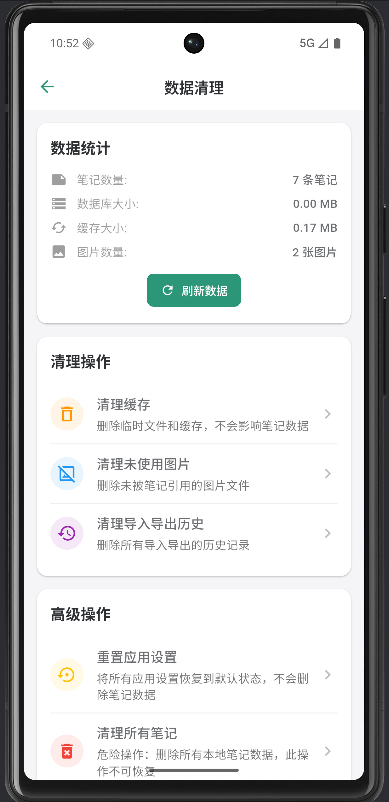 10:52
5G
数据清理
数据统计
笔记数量: 7 条笔记
数据库大小: 0.00 MB
缓存大小: 0.17 MB
图片数量: 2 张图片
刷新数据
清理操作
清理缓存
删除临时文件和缓存，不会影响笔记数据
清理未使用图片
删除未被笔记引用的图片文件
清理导入导出历史
删除所有导入导出的历史记录
高级操作
重置应用设置
将所有应用设置恢复到默认状态，不会删
除笔记数据
清理所有笔记
危险操作：删除所有本地笔记数据，此操
作不可恢复